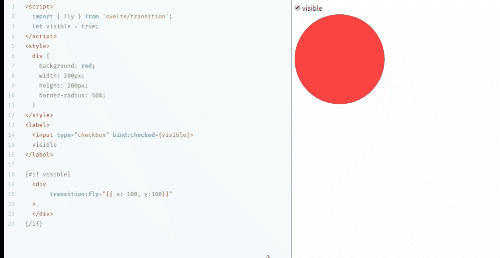 1 <script>
2 import { fly } from 'svelte/transition';
3 let visible = true;
4 </script>
5 <style>
6 div {
7 background: red;
8 width: 200px;
9 height: 200px;
10 border-radius: 50%;
11 }
12 </style>
13 <label>
14 <input type="checkbox" bind:checked={visible}>
15 visible
16 </label>
17
18 {#if visible}
19 <div
20 transition:fly="{{ x: 100, y:100}}"
21 >
22 </div>
23 {/if}
visible